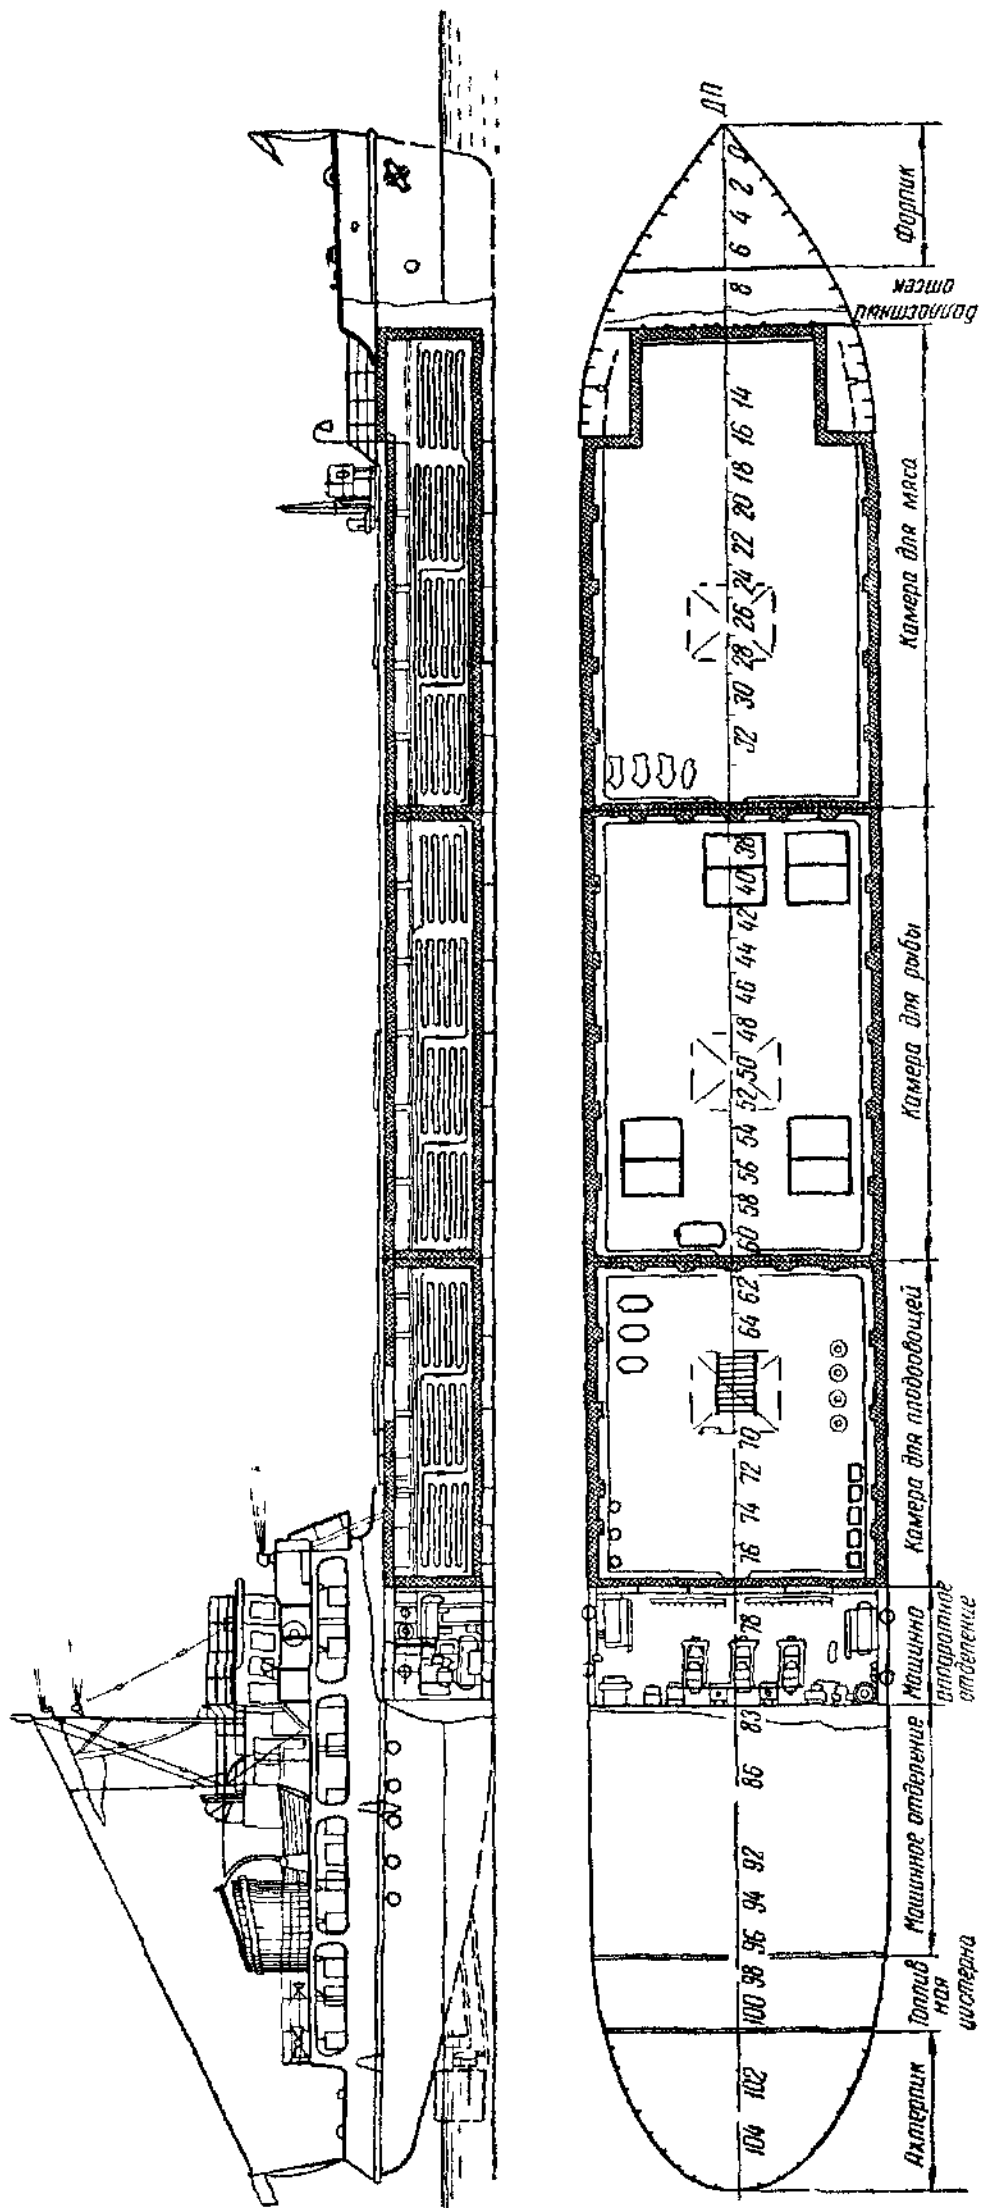 ДП
0 2 4 6 8 14 16 18 20 22 24 26 28 30 32 38 40 42 44 46 48 50 52 54 56 58 60 62 64 70 72 74 76 78 83 86 92 94 96 98 100 102 104
Ахтерпик
Топлив
ная
цистерна
Машинное отделение
Машинно
аппаратное
отделение
Камера для плодоовощей
Камера для рыбы
Камера для мяса
Балластный
отсек
Форпик